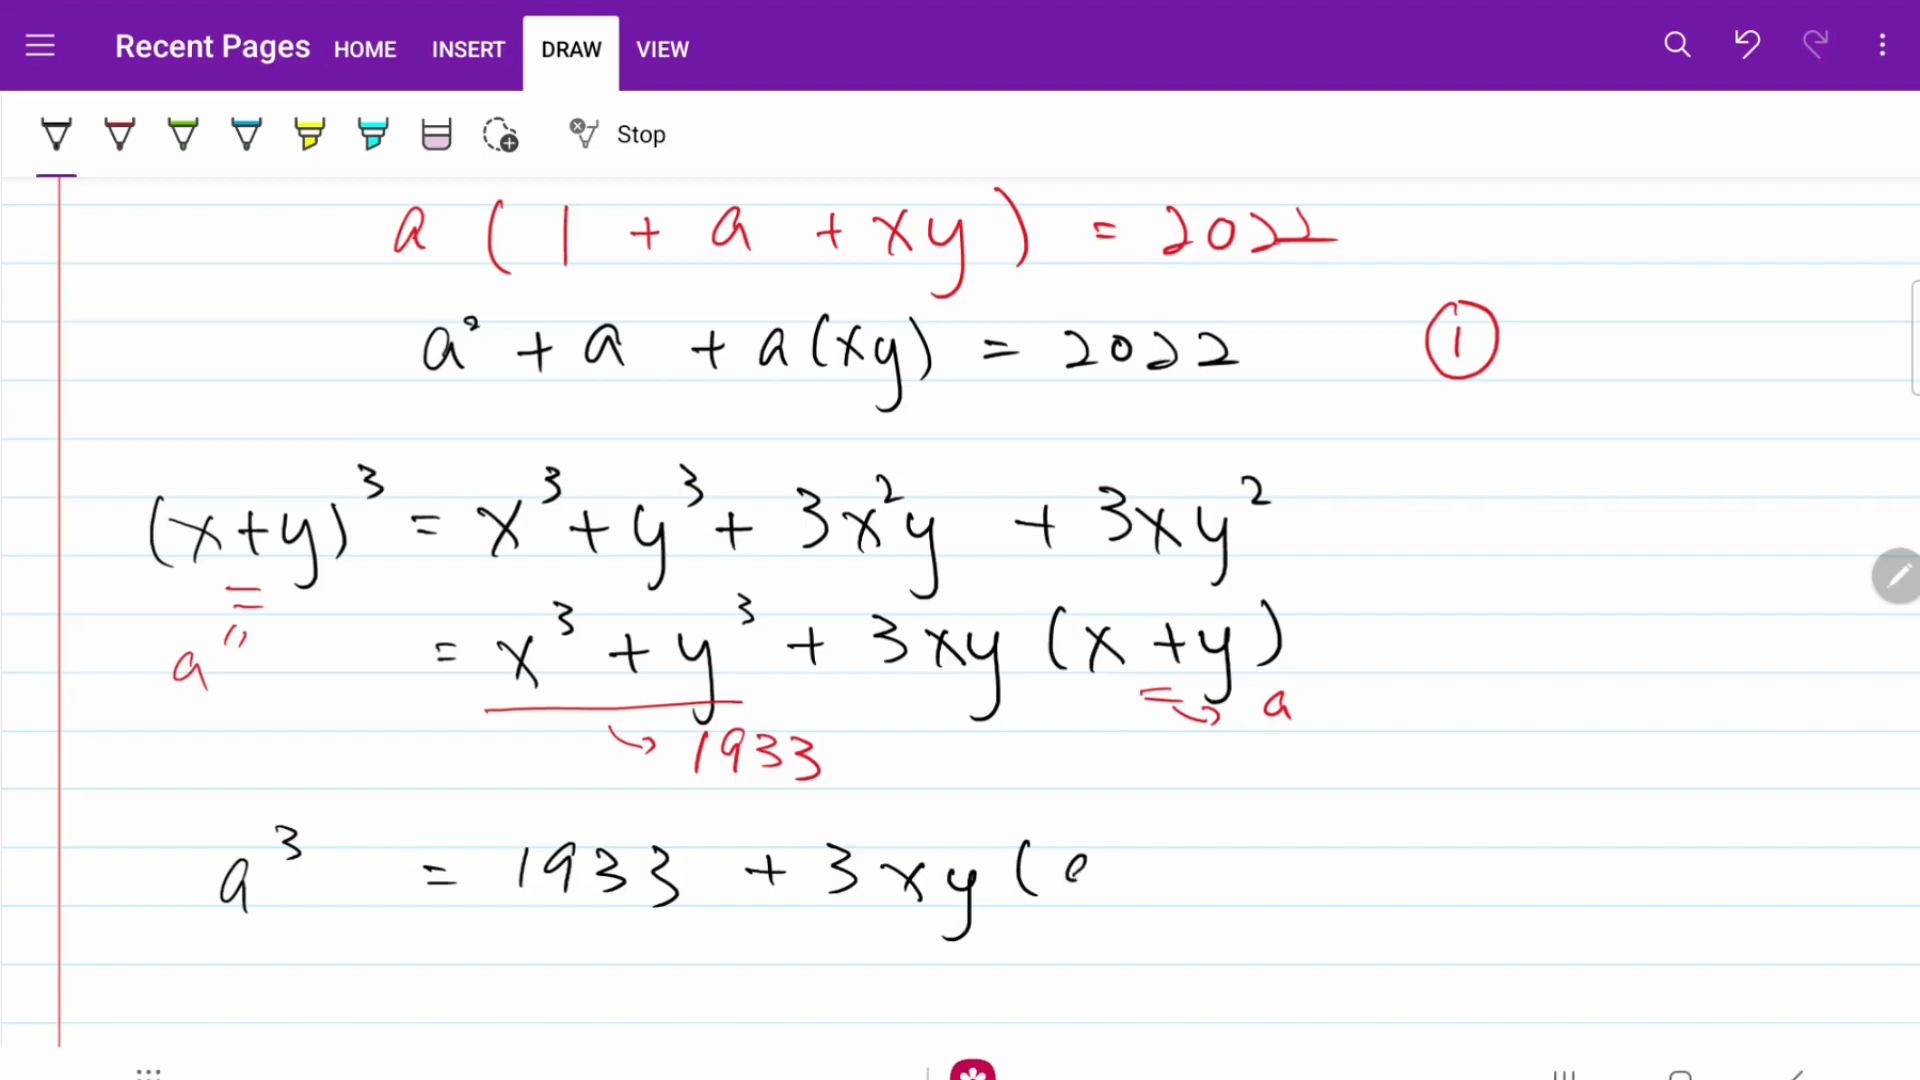 Recent Pages HOME INSERT DRAW VIEW
Stop
a (1 + a + xy) = 2022
a² + a + a(xy) = 2022 ①
(x+y)³ = x³ + y³ + 3x²y + 3xy²
= x³ + y³ + 3xy (x + y)
a a
1933
a³ = 1933 + 3xy (